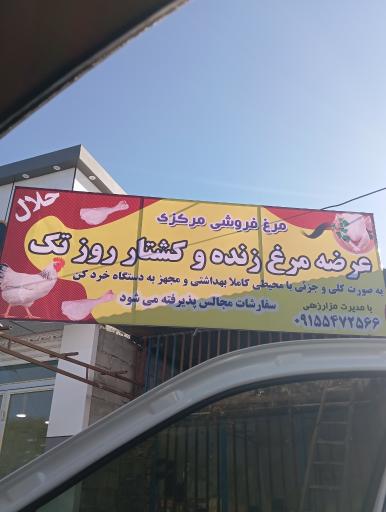 حلال
مرغ فروشی مرکزی
عرضه مرغ زنده و کشتار روز تک
به صورت کلی و جزئی با محیطی کاملا بهداشتی و مجهز به دستگاه خرد کن
سفارشات مجالس پذیرفته می شود
با مدیریت مزارزهی
۰۹۱۵۵۴۷۲۵۶۶